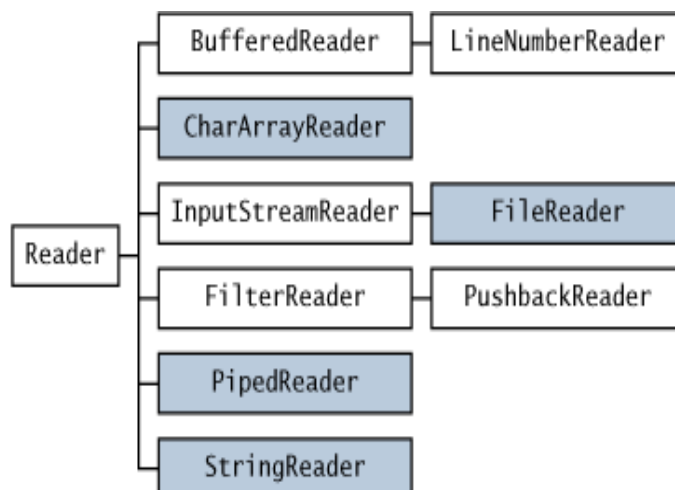 BufferedReader
LineNumberReader
CharArrayReader
InputStreamReader
FileReader
Reader
FilterReader
PushbackReader
PipedReader
StringReader